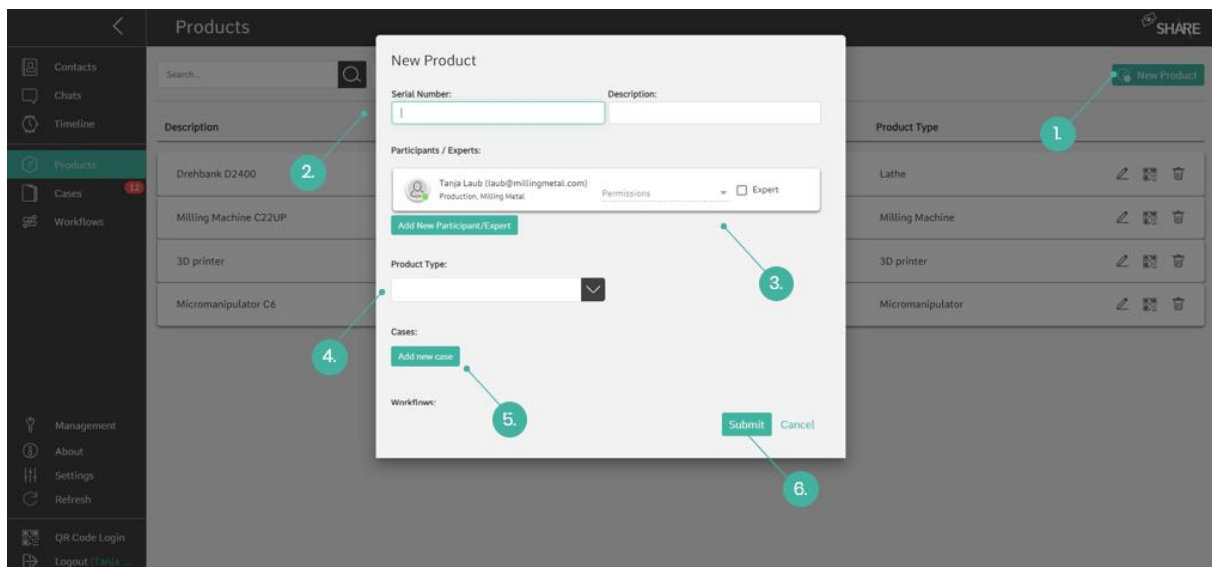 Products
SHARE
Contacts
Chats
Timeline
Products
Cases
12
Workflows
Management
About
Settings
Refresh
QR Code Login
Logout (Tanja ...
Search...
New Product
1.
Description
Product Type
Drehbank D2400
Lathe
Milling Machine C22UP
Milling Machine
3D printer
3D printer
Micromanipulator C6
Micromanipulator
New Product
Serial Number:
Description:
2.
Participants / Experts:
Tanja Laub (laub@millingmetal.com)
Production, Milling Metal
Permissions
Expert
Add New Participant/Expert
3.
Product Type:
4.
Cases:
Add new case
5.
Workflows:
Submit
Cancel
6.